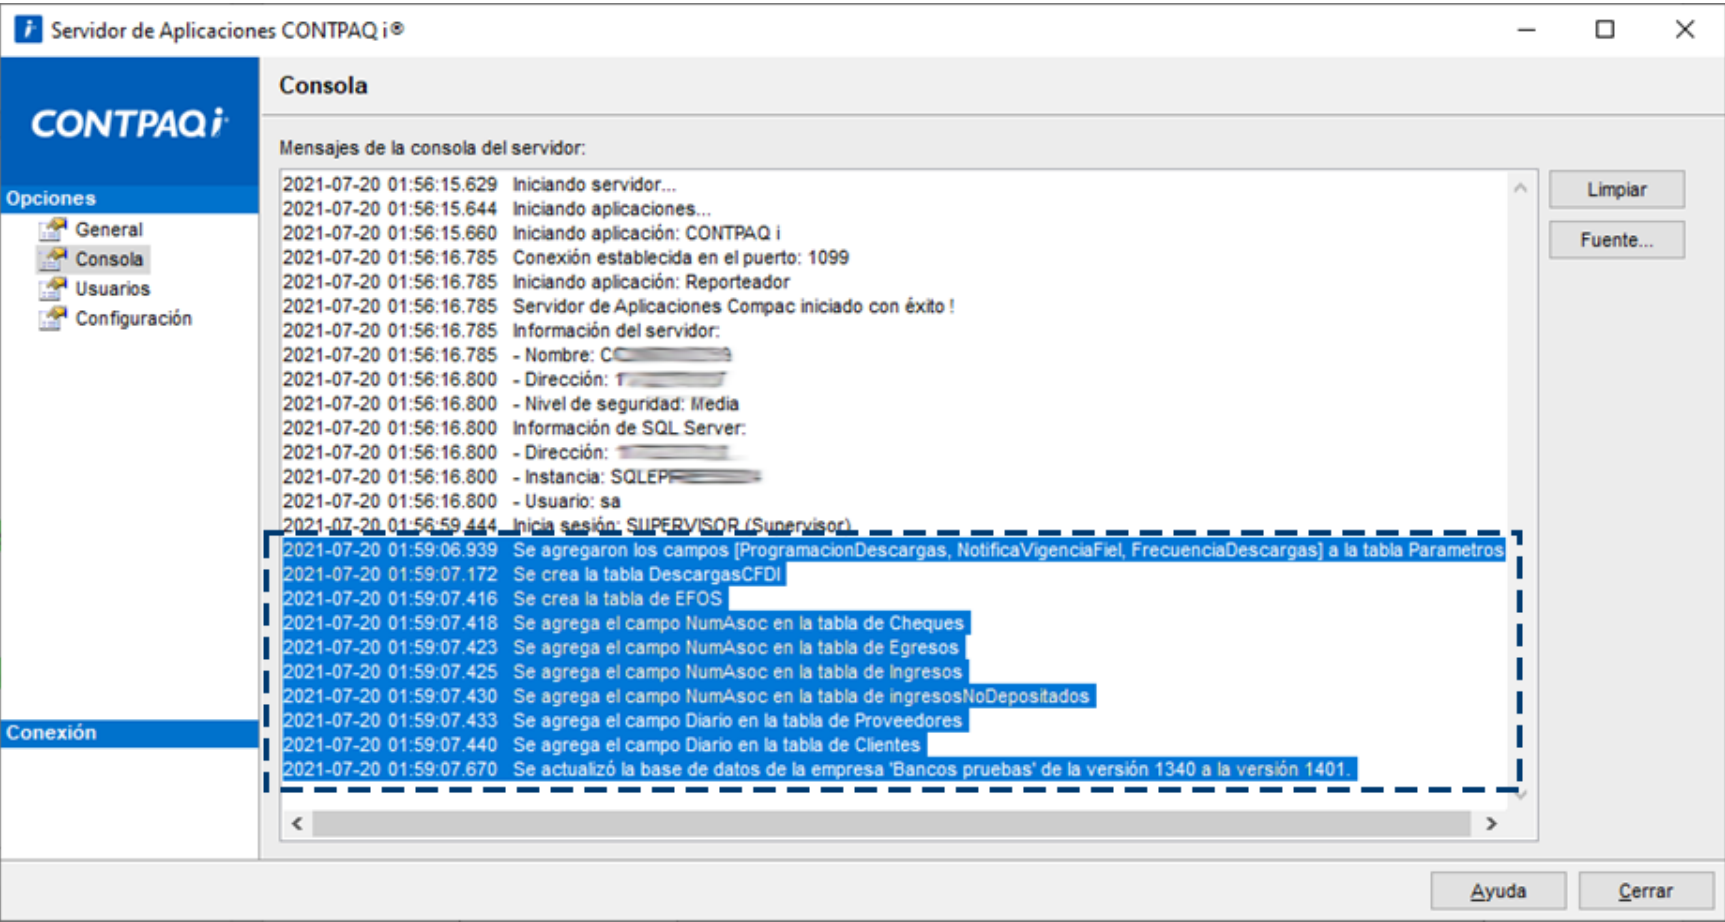 Servidor de Aplicaciones CONTPAQ i®
CONTPAQ i
Opciones
General
Consola
Usuarios
Configuración
Conexión
Consola
Mensajes de la consola del servidor:
2021-07-20 01:56:15.629 Iniciando servidor...
2021-07-20 01:56:15.644 Iniciando aplicaciones...
2021-07-20 01:56:15.660 Iniciando aplicación: CONTPAQ i
2021-07-20 01:56:16.785 Conexión establecida en el puerto: 1099
2021-07-20 01:56:16.785 Iniciando aplicación: Reporteador
2021-07-20 01:56:16.785 Servidor de Aplicaciones Compac iniciado con éxito !
2021-07-20 01:56:16.785 Información del servidor:
2021-07-20 01:56:16.785 - Nombre:
2021-07-20 01:56:16.800 - Dirección:
2021-07-20 01:56:16.800 - Nivel de seguridad: Media
2021-07-20 01:56:16.800 Información de SQL Server:
2021-07-20 01:56:16.800 - Dirección:
2021-07-20 01:56:16.800 - Instancia:
2021-07-20 01:56:16.800 - Usuario: sa
2021-07-20 01:56:59.444 Inicia sesión: SUPERVISOR (Supervisor)
2021-07-20 01:59:06.939 Se agregaron los campos [ProgramacionDescargas, NotificaVigenciaFiel, FrecuenciaDescargas] a la tabla Parametros
2021-07-20 01:59:07.172 Se crea la tabla DescargasCFDI
2021-07-20 01:59:07.416 Se crea la tabla de EFOS
2021-07-20 01:59:07.418 Se agrega el campo NumAsoc en la tabla de Cheques
2021-07-20 01:59:07.423 Se agrega el campo NumAsoc en la tabla de Egresos
2021-07-20 01:59:07.425 Se agrega el campo NumAsoc en la tabla de Ingresos
2021-07-20 01:59:07.430 Se agrega el campo NumAsoc en la tabla de ingresosNoDepositados
2021-07-20 01:59:07.433 Se agrega el campo Diario en la tabla de Proveedores
2021-07-20 01:59:07.440 Se agrega el campo Diario en la tabla de Clientes
2021-07-20 01:59:07.670 Se actualizó la base de datos de la empresa 'Bancos pruebas' de la versión 1340 a la versión 1401.
Limpiar
Fuente...
Ayuda
Cerrar